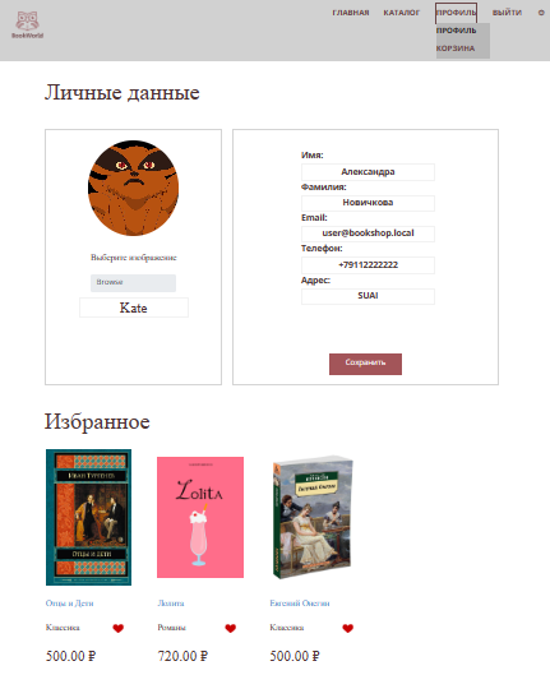 BookWorld
ГЛАВНАЯ КАТАЛОГ ПРОФИЛЬ ВЫЙТИ
ПРОФИЛЬ
КОРЗИНА
Личные данные
Выберите изображение
Browse
Kate
Имя:
Александра
Фамилия:
Новичкова
Email:
user@bookshop.local
Телефон:
+79112222222
Адрес:
SUAI
Сохранить
Избранное
ИВАН ТУРГЕНЕВ
ОТЦЫ И ДЕТИ
LolitA
Евгений Онегин
Отцы и Дети Лолита Евгений Онегин
Классика Романы Классика
500.00 ₽ 720.00 ₽ 500.00 ₽